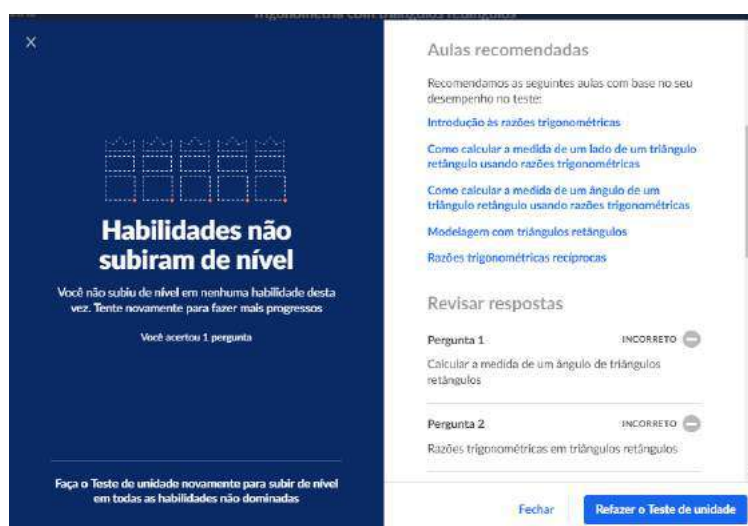 Trigonometria com triângulos retângulos
Habilidades não
subiram de nível
Você não subiu de nível em nenhuma habilidade desta
vez. Tente novamente para fazer mais progressos
Você acertou 1 pergunta
Faça o Teste de unidade novamente para subir de nível
em todas as habilidades não dominadas
Aulas recomendadas
Recomendamos as seguintes aulas com base no seu
desempenho no teste:
Introdução às razões trigonométricas
Como calcular a medida de um lado de um triângulo
retângulo usando razões trigonométricas
Como calcular a medida de um ângulo de um
triângulo retângulo usando razões trigonométricas
Modelagem com triângulos retângulos
Razões trigonométricas recíprocas
Revisar respostas
Pergunta 1 INCORRETO
Calcular a medida de um ângulo de triângulos
retângulos
Pergunta 2 INCORRETO
Razões trigonométricas em triângulos retângulos
Fechar Refazer o Teste de unidade